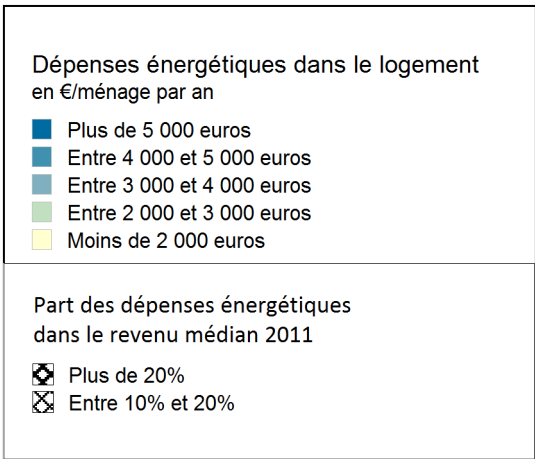 Dépenses énergétiques dans le logement
en €/ménage par an
Plus de 5 000 euros
Entre 4 000 et 5 000 euros
Entre 3 000 et 4 000 euros
Entre 2 000 et 3 000 euros
Moins de 2 000 euros
Part des dépenses énergétiques
dans le revenu médian 2011
Plus de 20%
Entre 10% et 20%